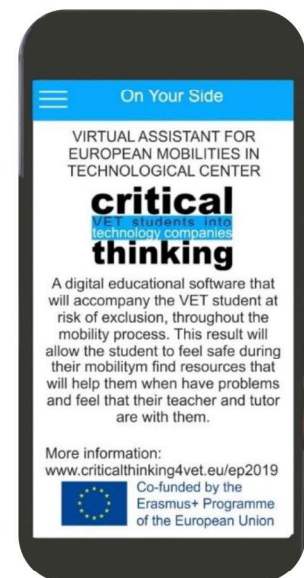 On Your Side
VIRTUAL ASSISTANT FOR
EUROPEAN MOBILITIES IN
TECHNOLOGICAL CENTER
critical
VET students into
technology companies
thinking
A digital educational software that
will accompany the VET student at
risk of exclusion, throughout the
mobility process. This result will
allow the student to feel safe during
their mobilitym find resources that
will help them when have problems
and feel that their teacher and tutor
are with them.
More information:
www.criticalthinking4vet.eu/ep2019
Co-funded by the
Erasmus+ Programme
of the European Union